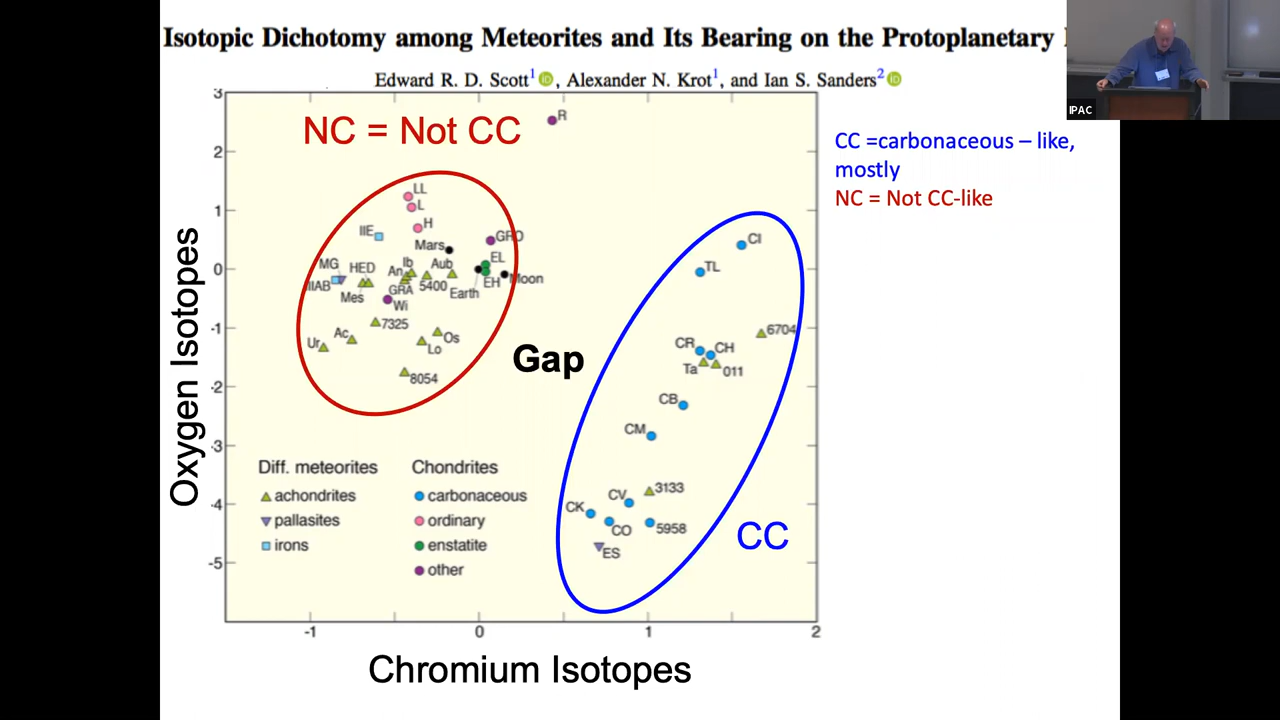 Isotopic Dichotomy among Meteorites and Its Bearing on the Protoplanetary
Edward R. D. Scott1, Alexander N. Krot1, and Ian S. Sanders2
IPAC
NC = Not CC
CC =carbonaceous – like,
mostly
NC = Not CC-like
Oxygen Isotopes
3
2
1
0
-1
-2
-3
-4
-5
R
LL
L
H
IIE
Mars
GRO
EL
EH
Moon
Earth
MG
HED
An
Ib
Aub
IIAB
Mes
GRA
5400
Wi
7325
Ur
Ac
Os
Lo
8054
Gap
CI
TL
6704
CR
CH
Ta
011
CB
CM
3133
CV
CK
CO
5958
ES
CC
Diff. meteorites
achondrites
pallasites
irons
Chondrites
carbonaceous
ordinary
enstatite
other
-1
0
1
2
Chromium Isotopes